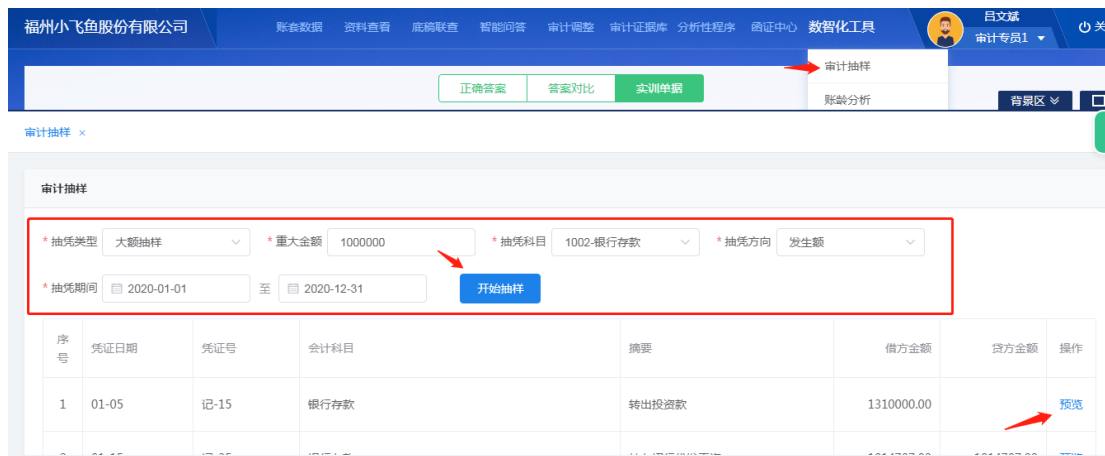 福州小飞鱼股份有限公司 账套数据 资料查看 底稿联查 智能问答 审计调整 审计证据库 分析性程序 函证中心 数智化工具 吕文斌
审计专员1
审计抽样
正确答案 答案对比 实训单据
账龄分析
背景区
审计抽样 ×
审计抽样
* 抽凭类型 大额抽样 * 重大金额 1000000 * 抽凭科目 1002-银行存款 * 抽凭方向 发生额
* 抽凭期间 2020-01-01 至 2020-12-31 开始抽样
序号 凭证日期 凭证号 会计科目 摘要 借方金额 贷方金额 操作
1 01-05 记-15 银行存款 转出投资款 1310000.00 预览